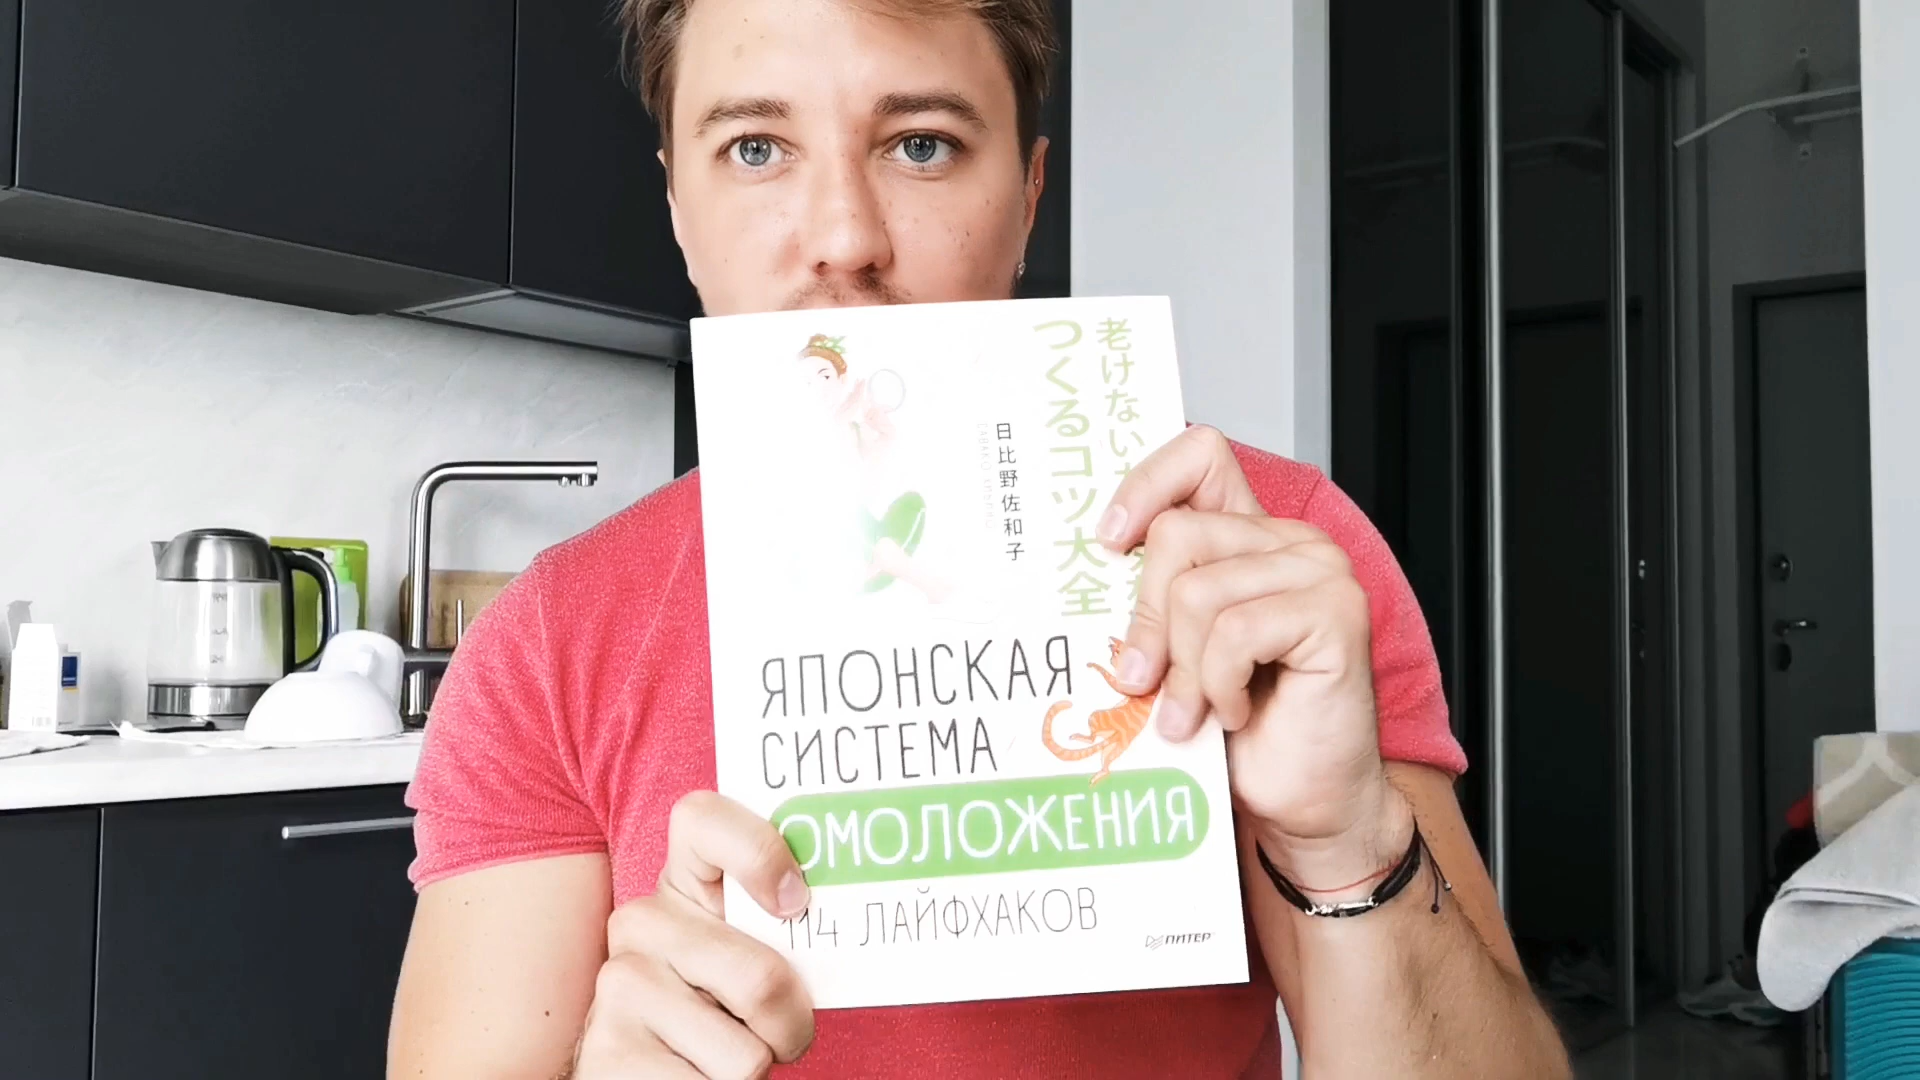 老けない
つくるコツ大全
日比野佐和子
ЯПОНСКАЯ
СИСТЕМА
ОМОЛОЖЕНИЯ
114 ЛАЙФХАКОВ
ПИТЕР